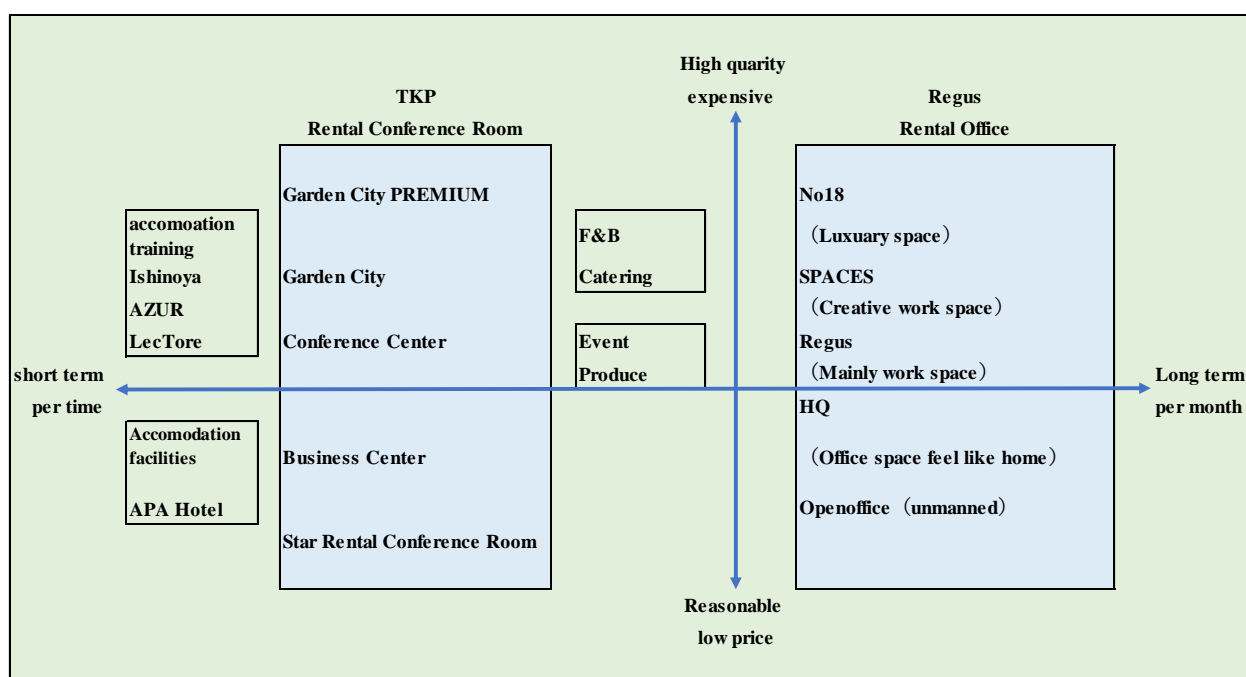 High quarity
expensive
TKP
Rental Conference Room
Regus
Rental Office
accomoation
training
Ishinoya
AZUR
LecTore
Garden City PREMIUM
Garden City
Conference Center
F&B
Catering
Event
Produce
No18
（Luxuary space）
SPACES
（Creative work space）
Regus
（Mainly work space）
HQ
（Office space feel like home）
Openoffice（unmanned）
short term
per time
Long term
per month
Accomodation
facilities
APA Hotel
Business Center
Star Rental Conference Room
Reasonable
low price